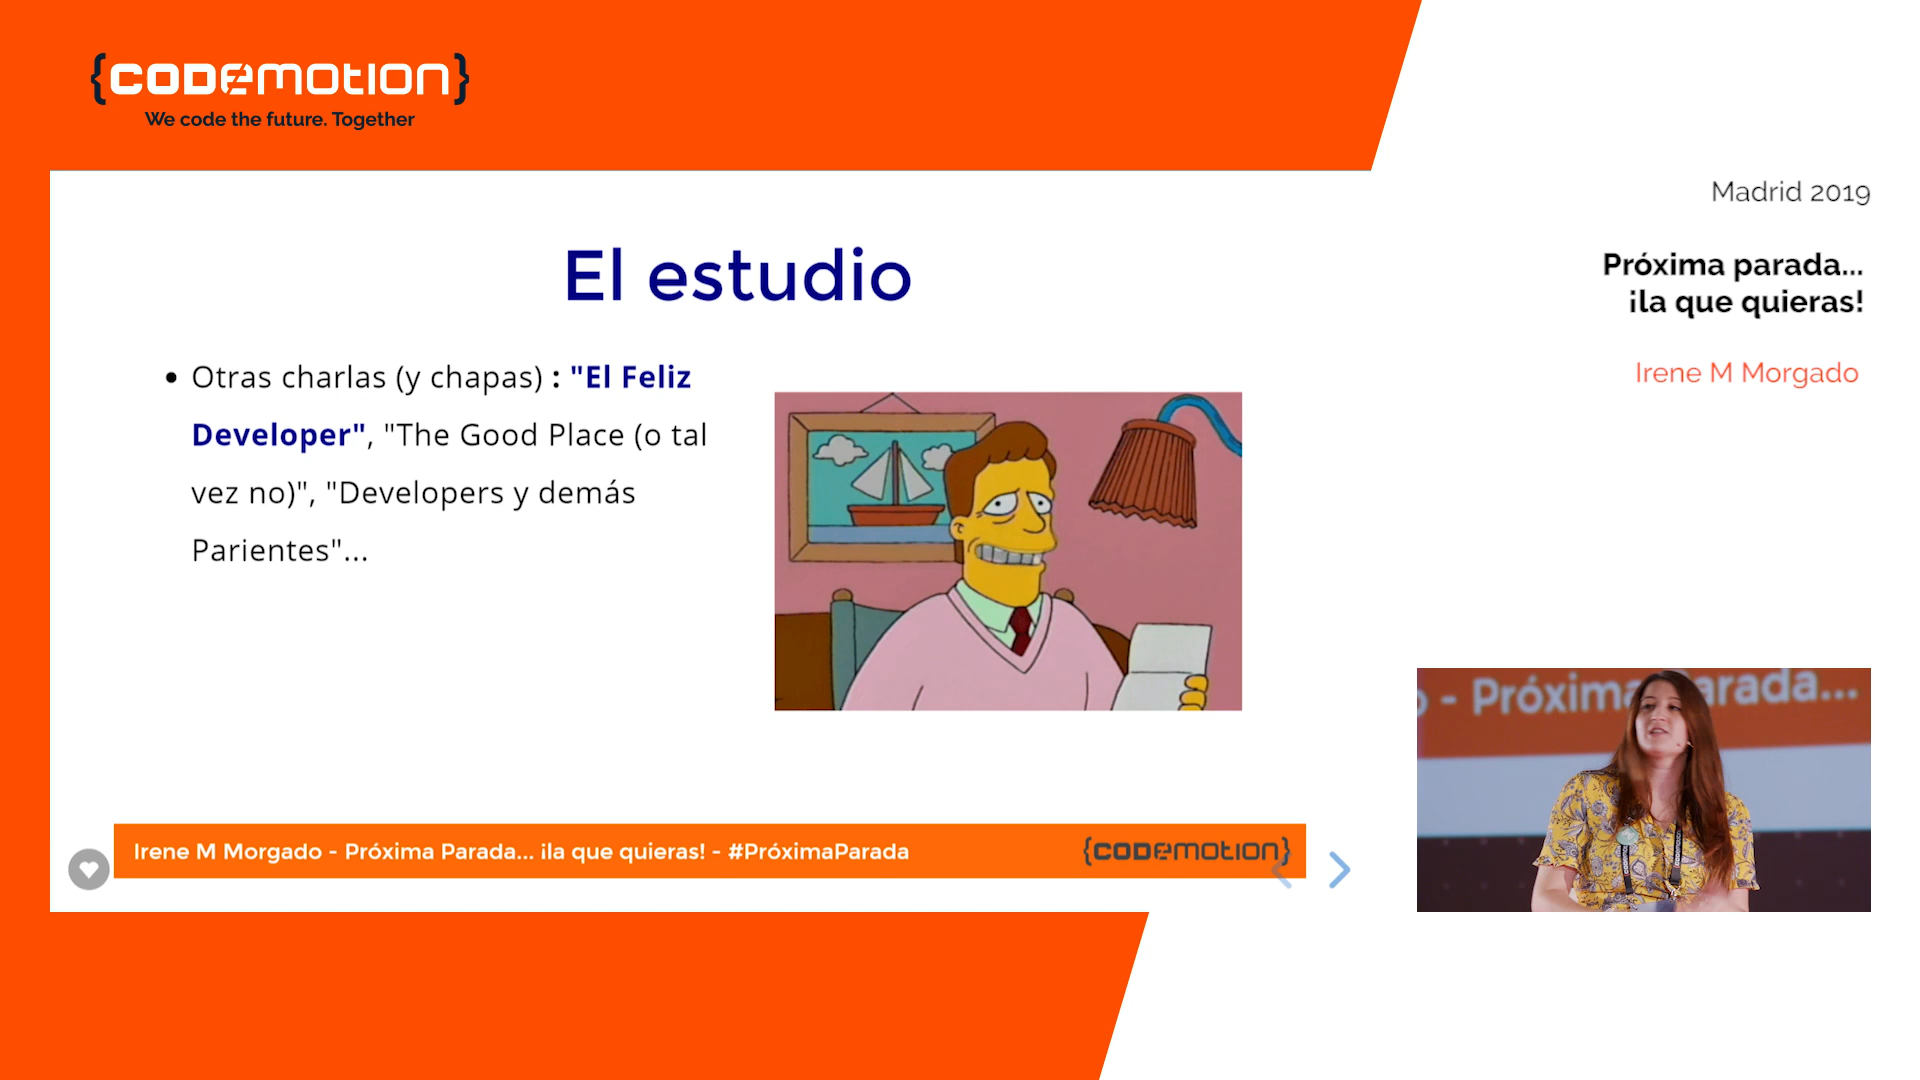 {CODEMOTION}
We code the future. Together
Madrid 2019
Próxima parada...
¡la que quieras!
Irene M Morgado
El estudio
• Otras charlas (y chapas) : "El Feliz
Developer", "The Good Place (o tal
vez no)", "Developers y demás
Parientes"...
Irene M Morgado - Próxima Parada... ¡la que quieras! - #PróximaParada
{CODEMOTION}
o - Próxima Parada...